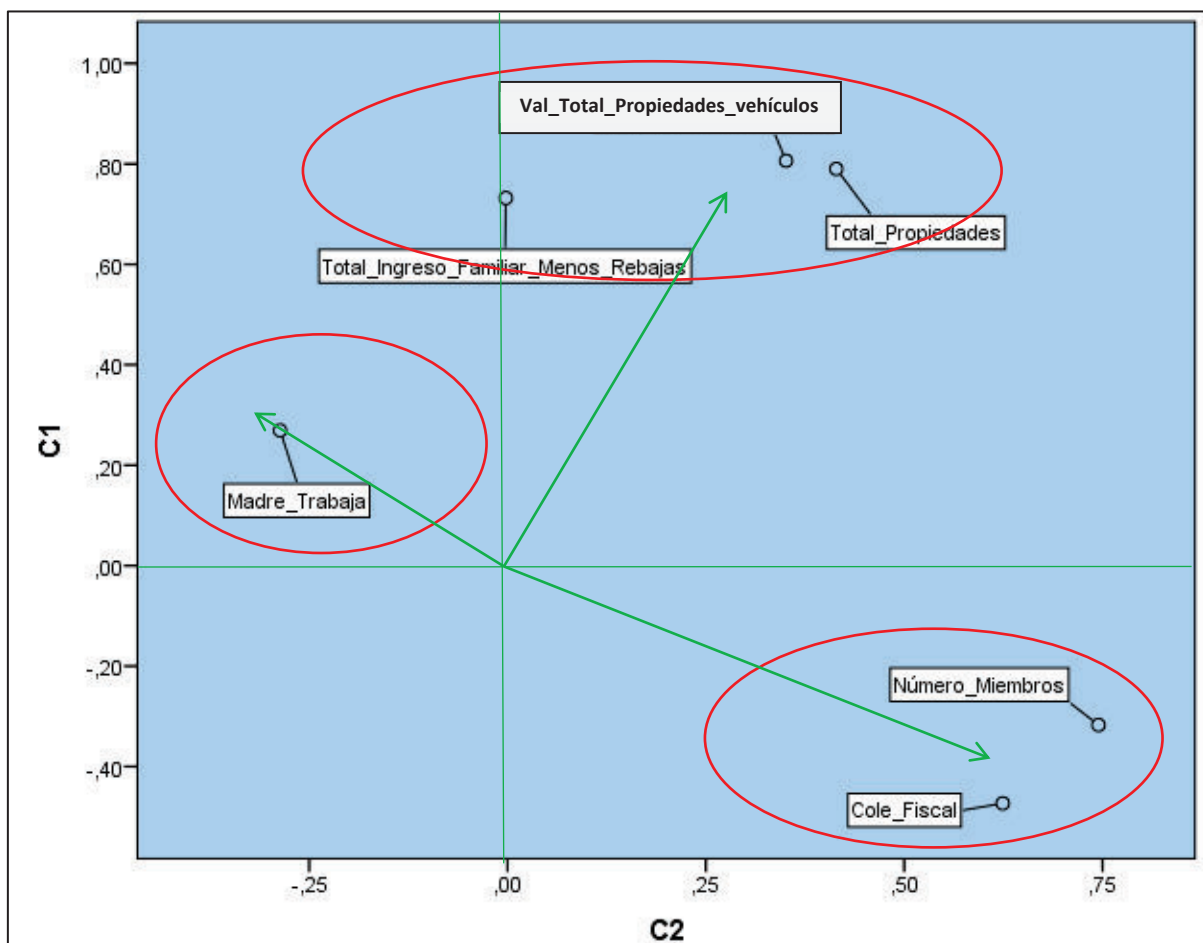 1,00
Val_Total_Propiedades_vehículos
,80
Total_Propiedades
Total_Ingreso_Familiar_Menos_Rebajas
,60
,40
C1
,20
Madre_Trabaja
,00
-,20
Número_Miembros
-,40
Cole_Fiscal
-,25
,00
,25
,50
,75
C2